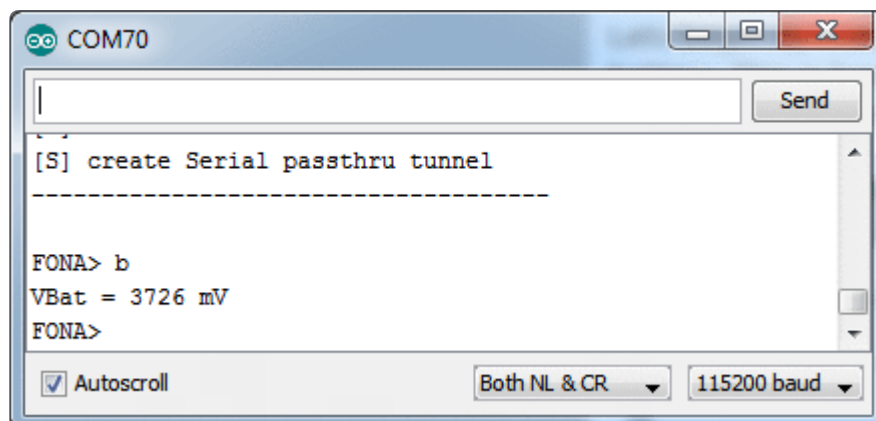 COM70
Send
[S] create Serial passthru tunnel
-------------------------------------
FONA> b
VBat = 3726 mV
FONA>
Autoscroll
Both NL & CR
115200 baud